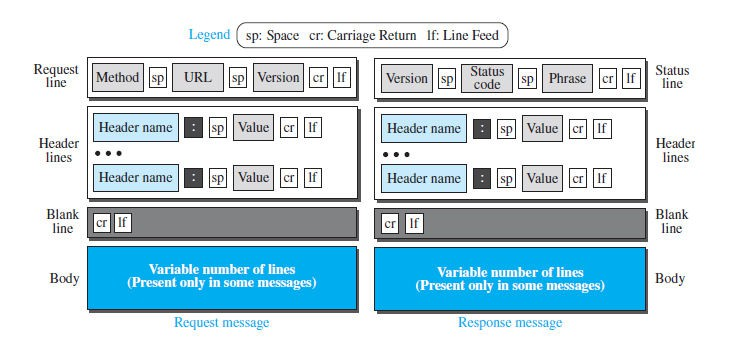 Legend sp: Space cr: Carriage Return lf: Line Feed
Request line
Method sp URL sp Version cr lf
Header lines
Header name : sp Value cr lf
•••
Header name : sp Value cr lf
Blank line
cr lf
Body
Variable number of lines
(Present only in some messages)
Request message
Version sp Status code sp Phrase cr lf
Status line
Header name : sp Value cr lf
•••
Header name : sp Value cr lf
Header lines
cr lf
Blank line
Variable number of lines
(Present only in some messages)
Body
Response message